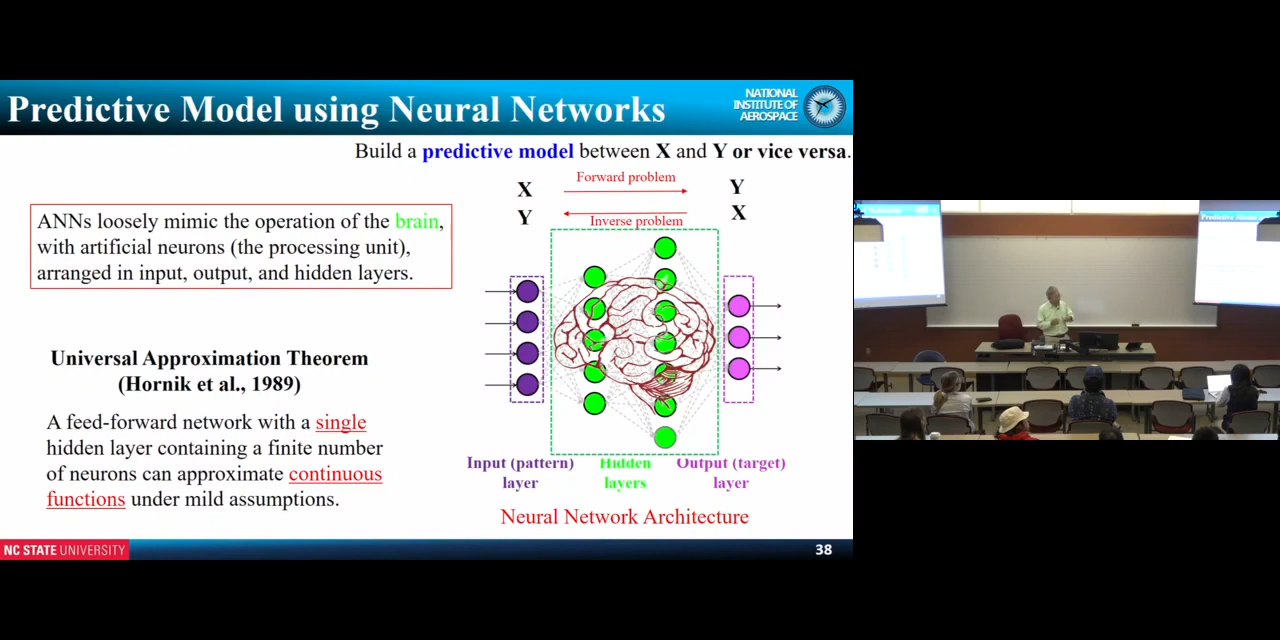 Predictive Model using Neural Networks
NATIONAL
INSTITUTE OF
AEROSPACE
Build a predictive model between X and Y or vice versa.
X Forward problem Y
Y Inverse problem X
ANNs loosely mimic the operation of the brain,
with artificial neurons (the processing unit),
arranged in input, output, and hidden layers.
Universal Approximation Theorem
(Hornik et al., 1989)
A feed-forward network with a single
hidden layer containing a finite number
of neurons can approximate continuous
functions under mild assumptions.
Input (pattern)
layer
Hidden
layers
Output (target)
layer
Neural Network Architecture
NC STATE UNIVERSITY
38
Predictive Model